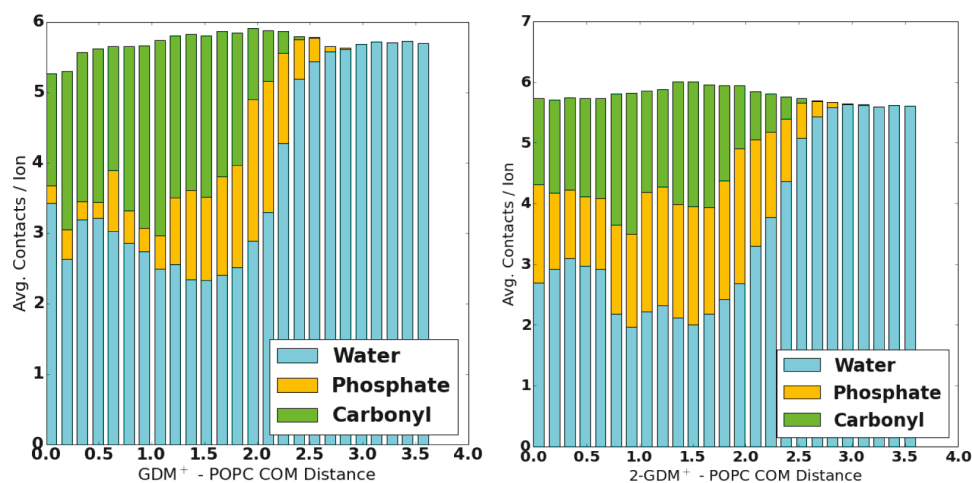 6
5
4
3
2
1
0
Avg. Contacts / Ion
Water
Phosphate
Carbonyl
0.0 0.5 1.0 1.5 2.0 2.5 3.0 3.5 4.0
GDM⁺ - POPC COM Distance
7
6
5
4
3
2
1
0
Avg. Contacts / Ion
Water
Phosphate
Carbonyl
0.0 0.5 1.0 1.5 2.0 2.5 3.0 3.5 4.0
2-GDM⁺ - POPC COM Distance